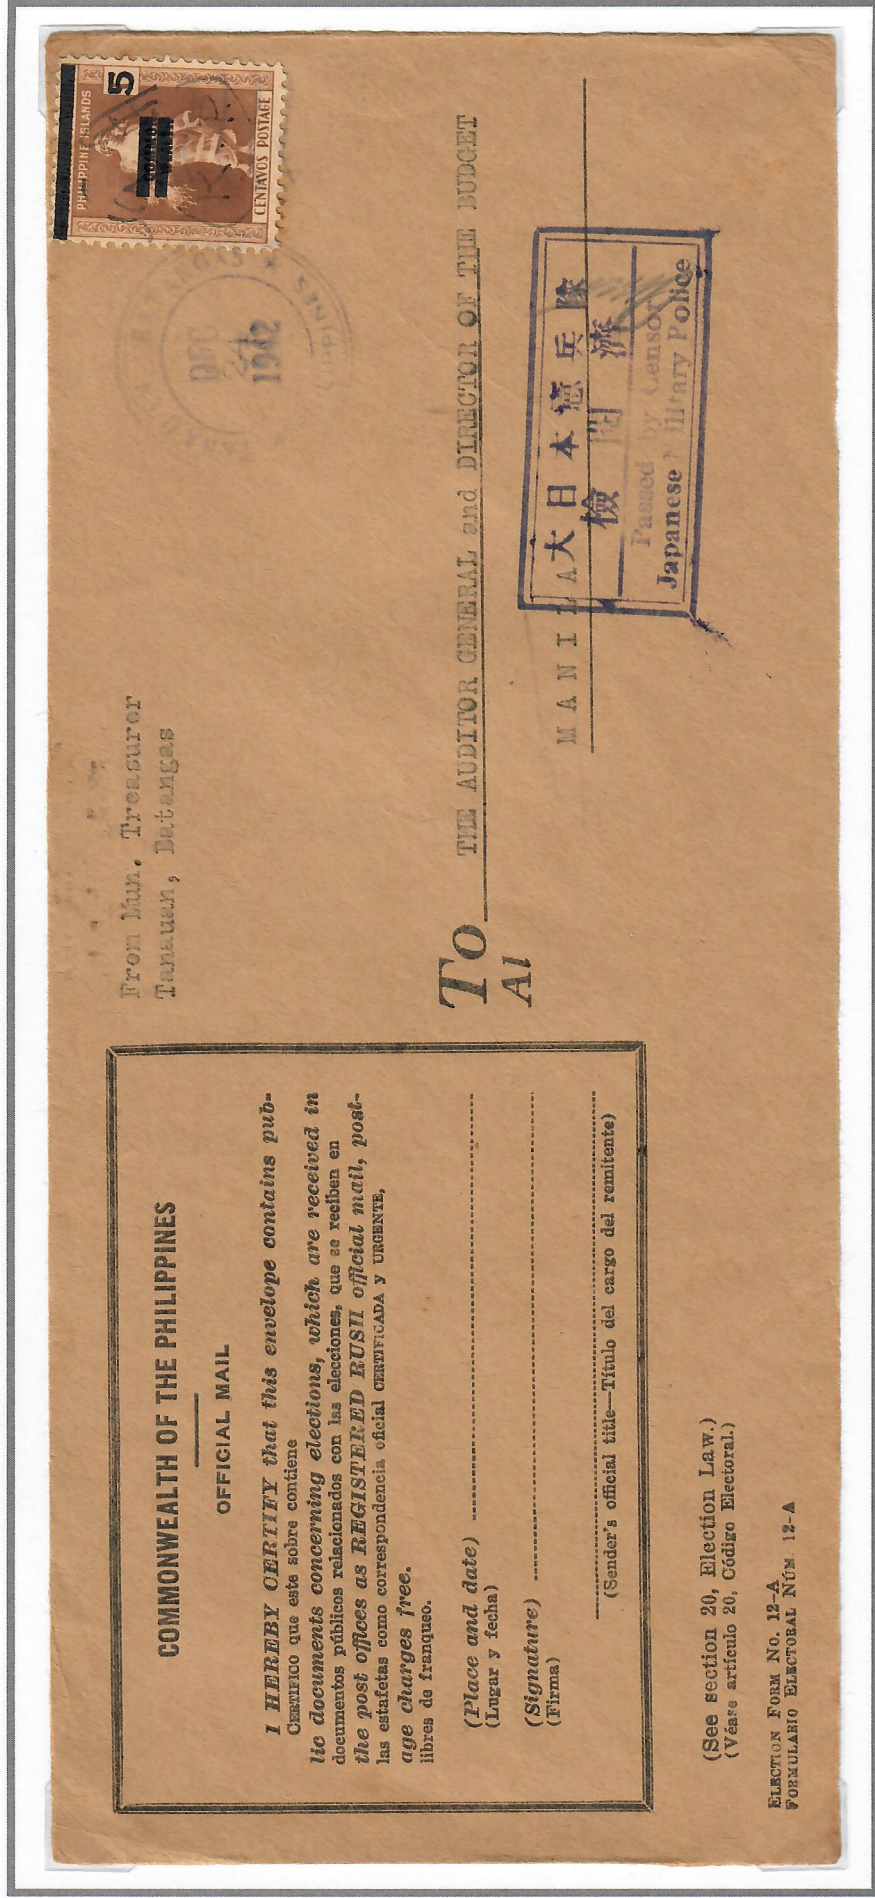 COMMONWEALTH OF THE PHILIPPINES
OFFICIAL MAIL
I HEREBY CERTIFY that this envelope contains pub-
CERTIFICO que este sobre contiene
lic documents concerning elections, which are received in
documentos públicos relacionados con las elecciones, que se reciben en
the post offices as REGISTERED RUSH official mail, post-
las estafetas como correspondencia oficial CERTIFICADA y URGENTE,
age charges free.
libres de franqueo.
(Place and date)
(Lugar y fecha)
(Signature)
(Firma)
(Sender's official title—Título del cargo del remitente)
(See section 20, Election Law.)
(Véase artículo 20, Código Electoral.)
ELECTION FORM NO. 12-A
FORMULARIO ELECTORAL NÚM. 12-A
From Mun. Treasurer
Tanauan, Batangas
To THE AUDITOR GENERAL and DIRECTOR OF THE BUDGET
Al
MANILA
大日本憲兵隊
検閲濟
Passed by Censor
Japanese Military Police
DEC
1942
PHILIPPINE ISLANDS
5
CENTAVOS POSTAGE
K. P.